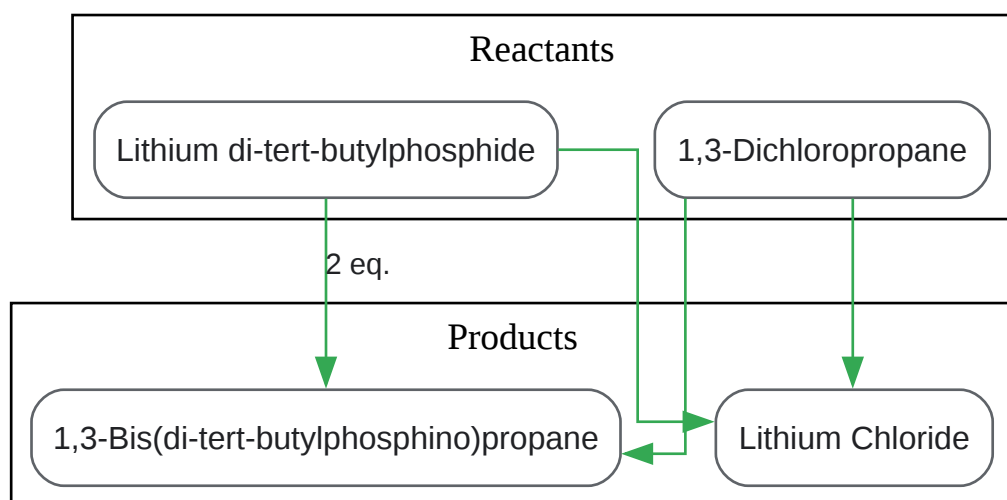 Reactants
Lithium di-tert-butylphosphide
1,3-Dichloropropane
2 eq.
Products
1,3-Bis(di-tert-butylphosphino)propane
Lithium Chloride